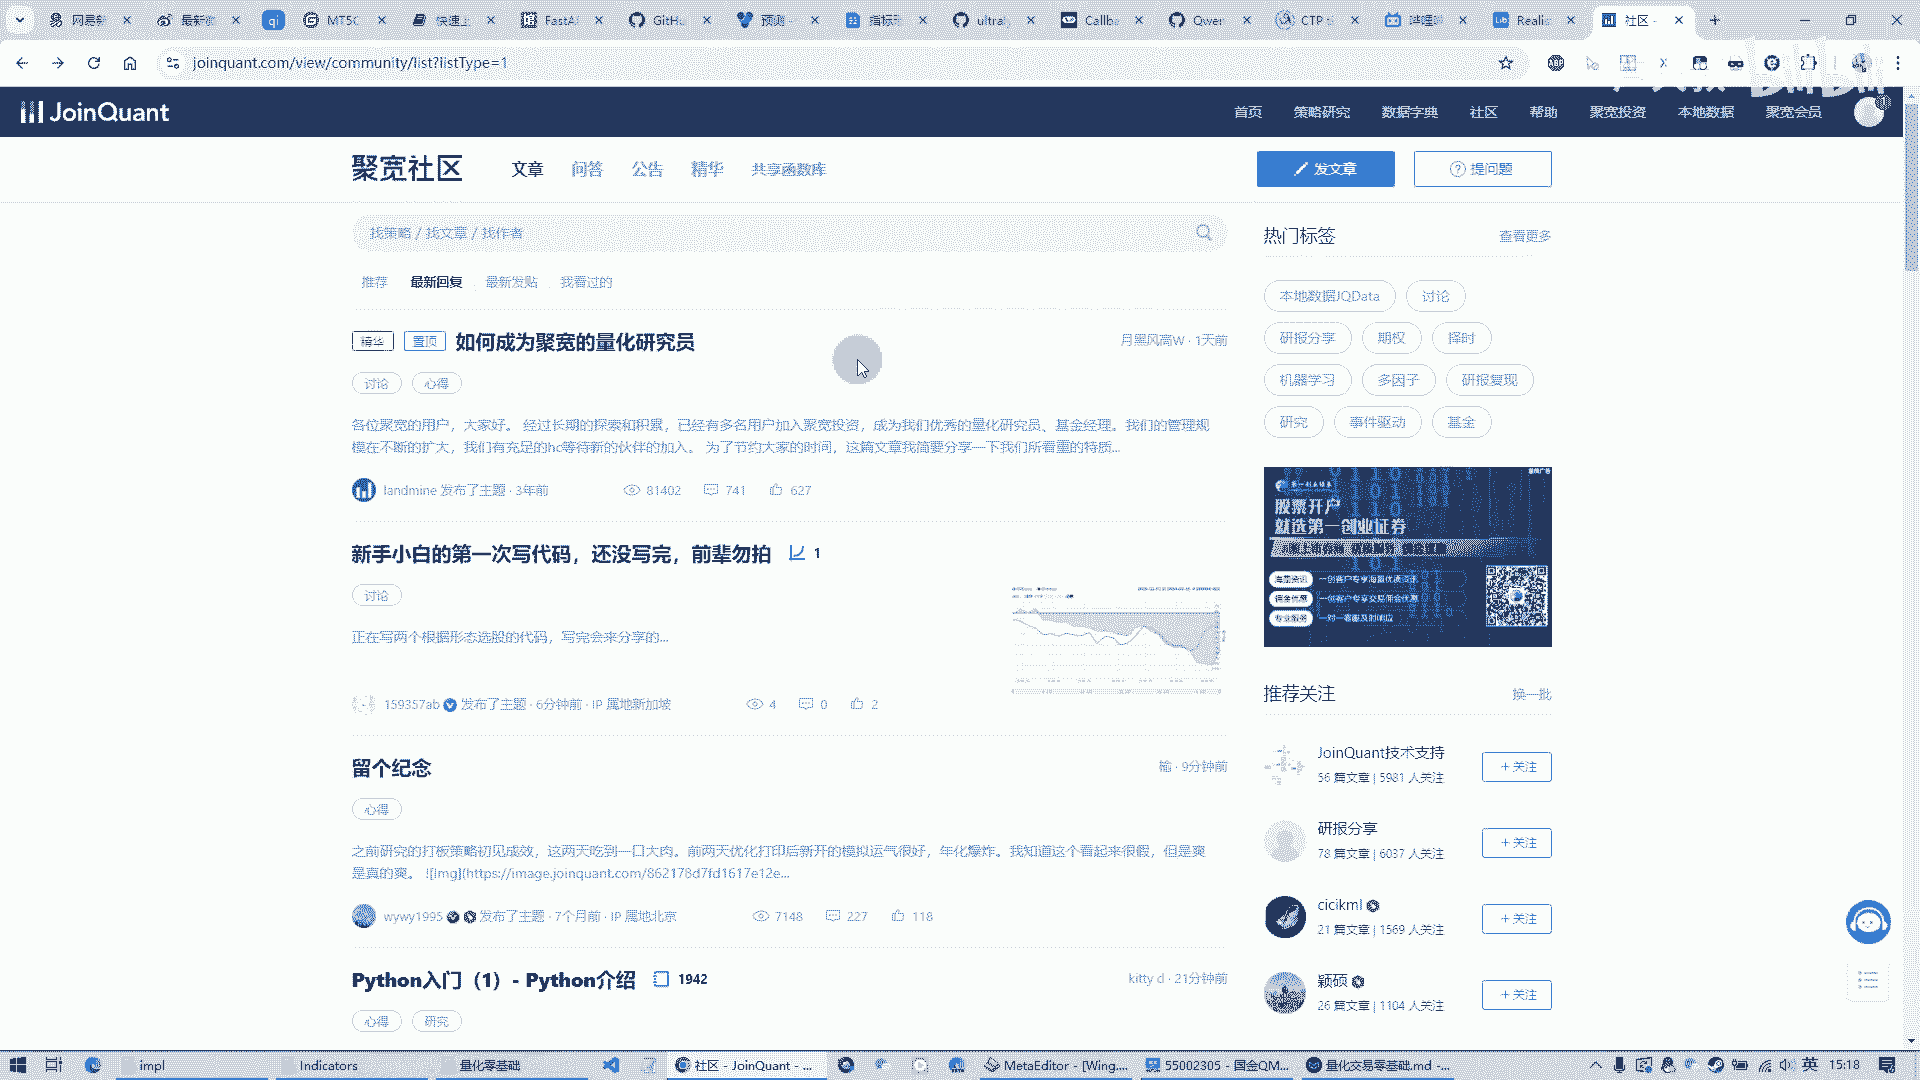 网易新
最新微
qi
MT5C
快速上
FastAI
GitHu
预测 -
指标形
ultraly
Callba
Qwen
CTP
哔哩哔
Realis
社区 -
joinquant.com/view/community/list?listType=1
ABP
bilibili
JoinQuant
首页
策略研究
数据字典
社区
帮助
聚宽投资
本地数据
聚宽会员
聚宽社区
文章
问答
公告
精华
共享函数库
发文章
提问题
找策略 / 找文章 / 找作者
推荐
最新回复
最新发贴
我看过的
精华 置顶 如何成为聚宽的量化研究员
月黑风高W · 1天前
讨论 心得
各位聚宽的用户，大家好。 经过长期的探索和积累，已经有多名用户加入聚宽投资，成为我们优秀的量化研究员、基金经理。我们的管理规
模在不断的扩大，我们有充足的hc等待新的伙伴的加入。 为了节约大家的时间，这篇文章我简要分享一下我们所看重的特质...
landmine 发布了主题 · 3年前 81402 741 627
新手小白的第一次写代码，还没写完，前辈勿拍 1
讨论
正在写两个根据形态选股的代码，写完会来分享的...
159357ab 发布了主题 · 6分钟前 · IP 属地新加坡 4 0 2
留个纪念
榆 · 9分钟前
心得
之前研究的打板策略初见成效，这两天吃到一口大肉。前两天优化打印后新开的模拟运气很好，年化爆炸。我知道这个看起来很假，但是爽
是真的爽。 ![Img](https://image.joinquant.com/862178d7fd1617e12e...
wywy1995 发布了主题 · 7个月前 · IP 属地北京 7148 227 118
Python入门（1）- Python介绍 1942
kitty d · 21分钟前
心得 研究
热门标签
查看更多
本地数据JQData 讨论
研报分享 期权 择时
机器学习 多因子 研报复现
研究 事件驱动 基金
第一创业证券
股票开户
就选第一创业证券
推荐关注
换一批
JoinQuant技术支持
56 篇文章 | 5981 人关注
+ 关注
研报分享
78 篇文章 | 6037 人关注
+ 关注
cicikml
21 篇文章 | 1569 人关注
+ 关注
颖硕
26 篇文章 | 1104 人关注
+ 关注
impl
Indicators
量化零基础
社区 - JoinQuant - ...
MetaEditor - [Wing....
55002305 - 国金QM...
量化交易零基础.md -...
英
15:18